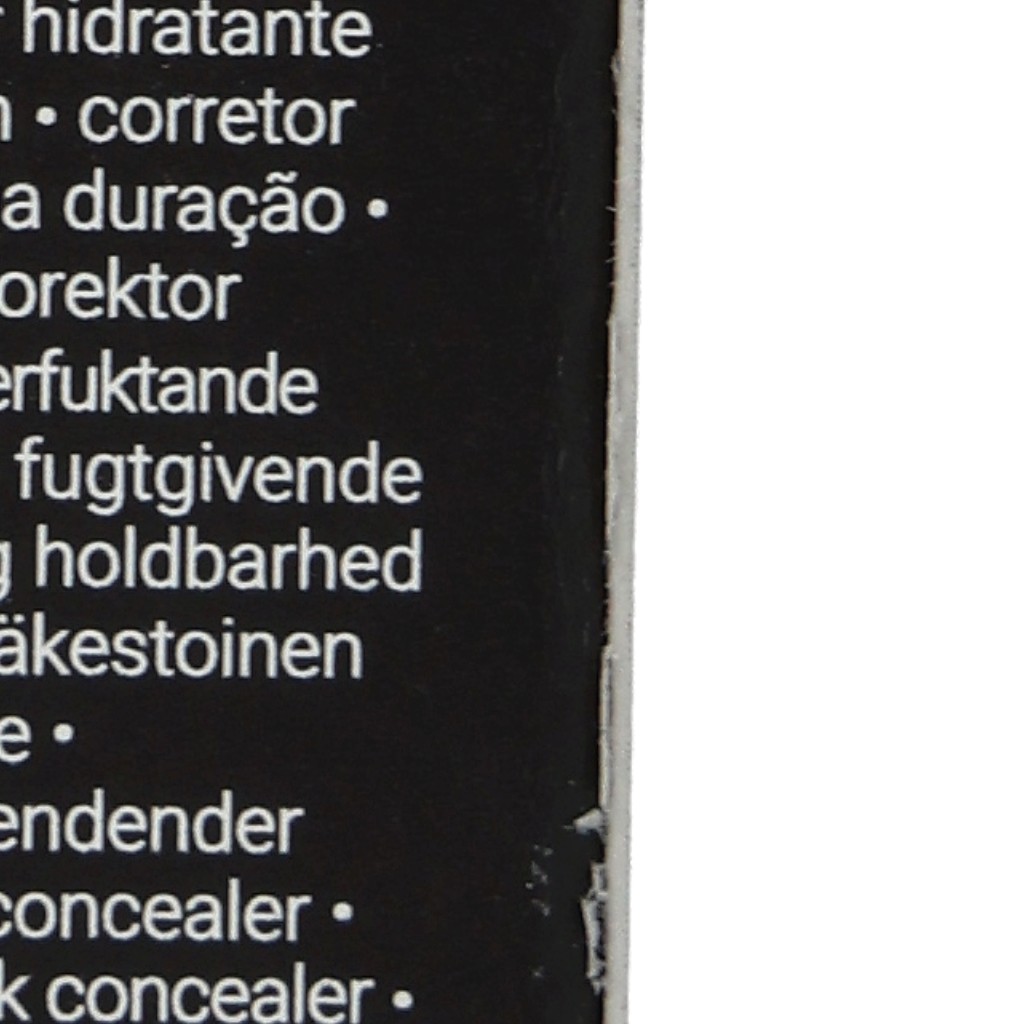 hidratante
• corretor
a duração •
orektor
erfuktande
fugtgivende
g holdbarhed
äkestoinen
e •
endender
concealer •
k concealer •